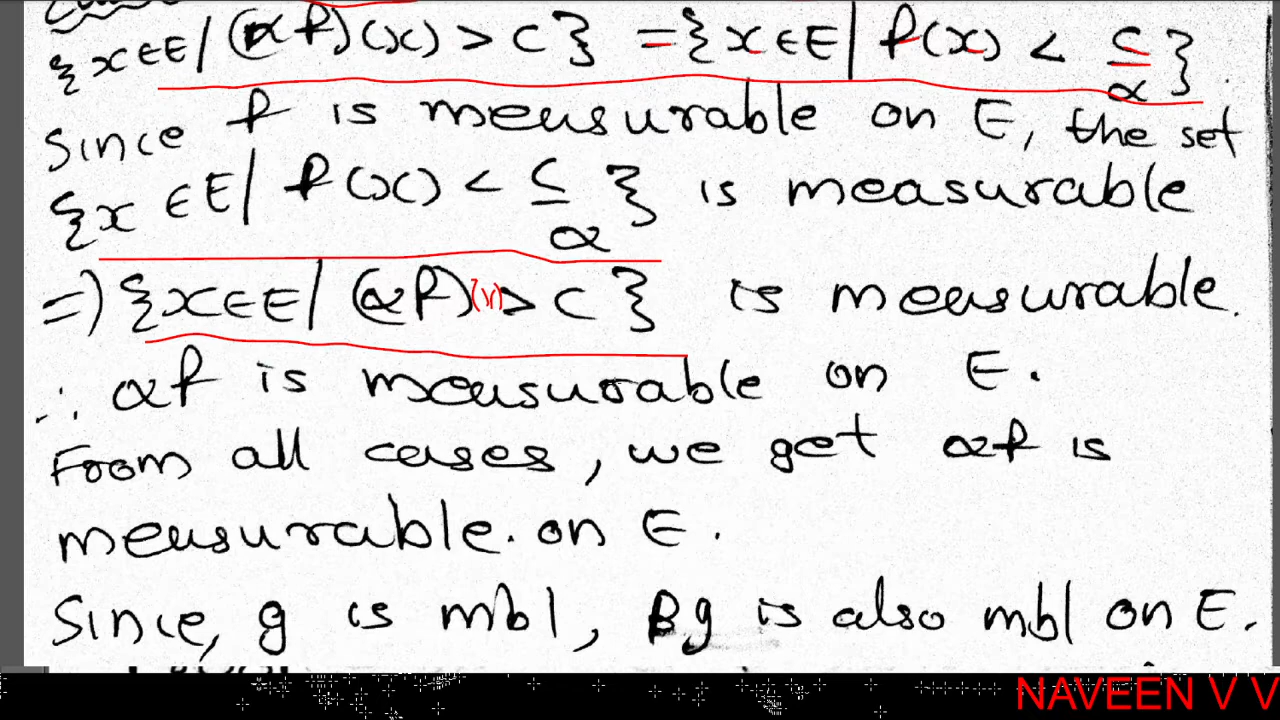 {x∈E/(αf)(x)>C} ={x∈E| f(x) < C/α}
Since f is measurable on E, the set
{x ∈E| f(x) < C/α} is measurable
=> {x∈E| (αf)(x)> C} is measurable.
∴ αf is measurable on E.
From all cases, we get αf is
measurable. on E.
Since, g is mbl, βg is also mbl on E.
NAVEEN V V